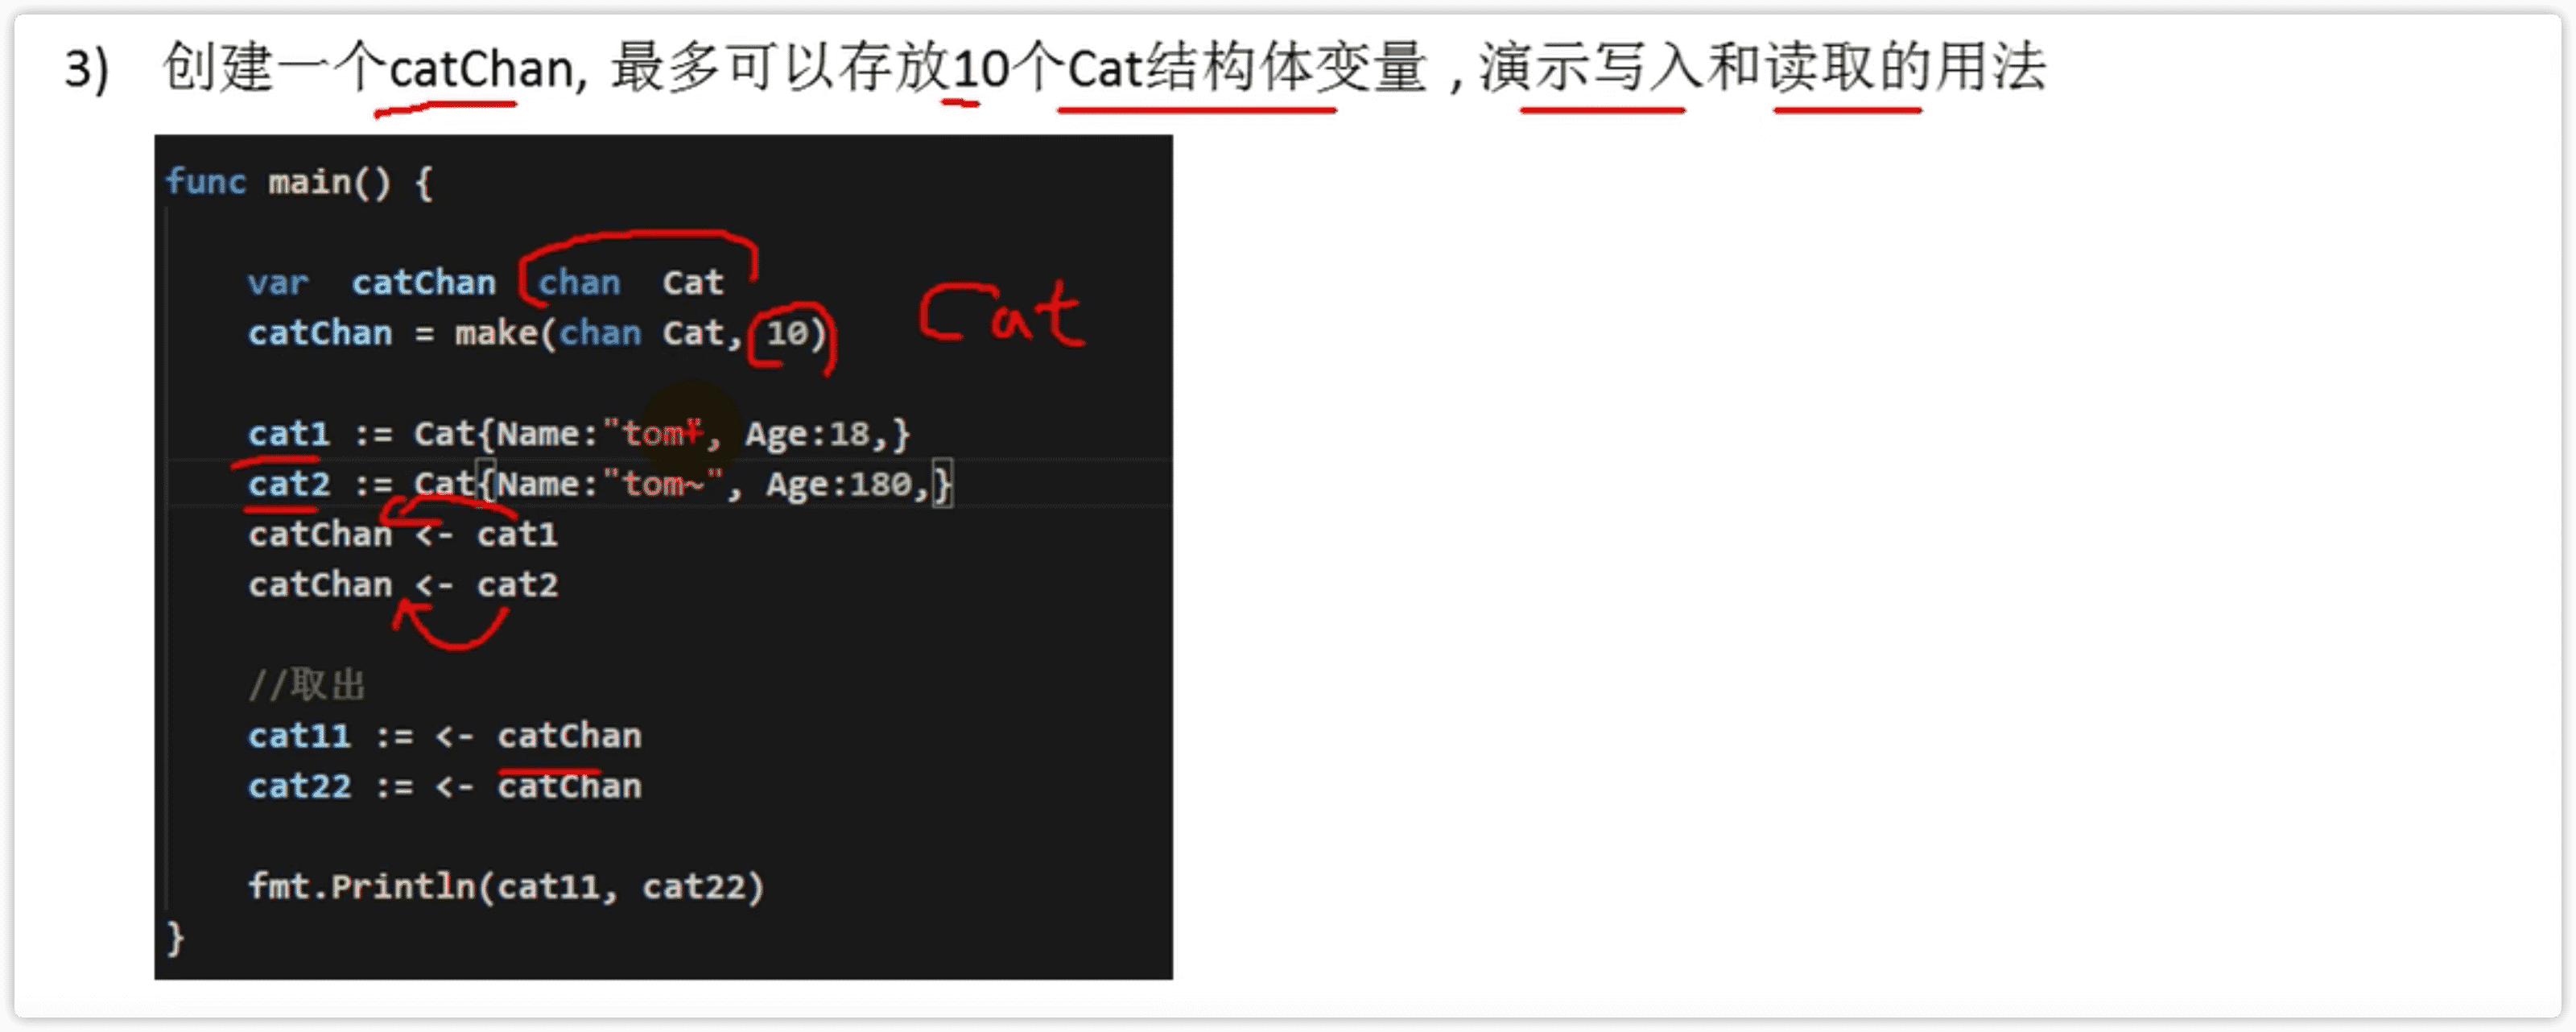 3) 创建一个catChan, 最多可以存放10个Cat结构体变量，演示写入和读取的用法
func main() {
var catChan chan Cat
catChan = make(chan Cat, 10)
Cat
cat1 := Cat{Name:"tom", Age:18,}
cat2 := Cat{Name:"tom~", Age:180,}
catChan <- cat1
catChan <- cat2
//取出
cat11 := <- catChan
cat22 := <- catChan
fmt.Println(cat11, cat22)
}